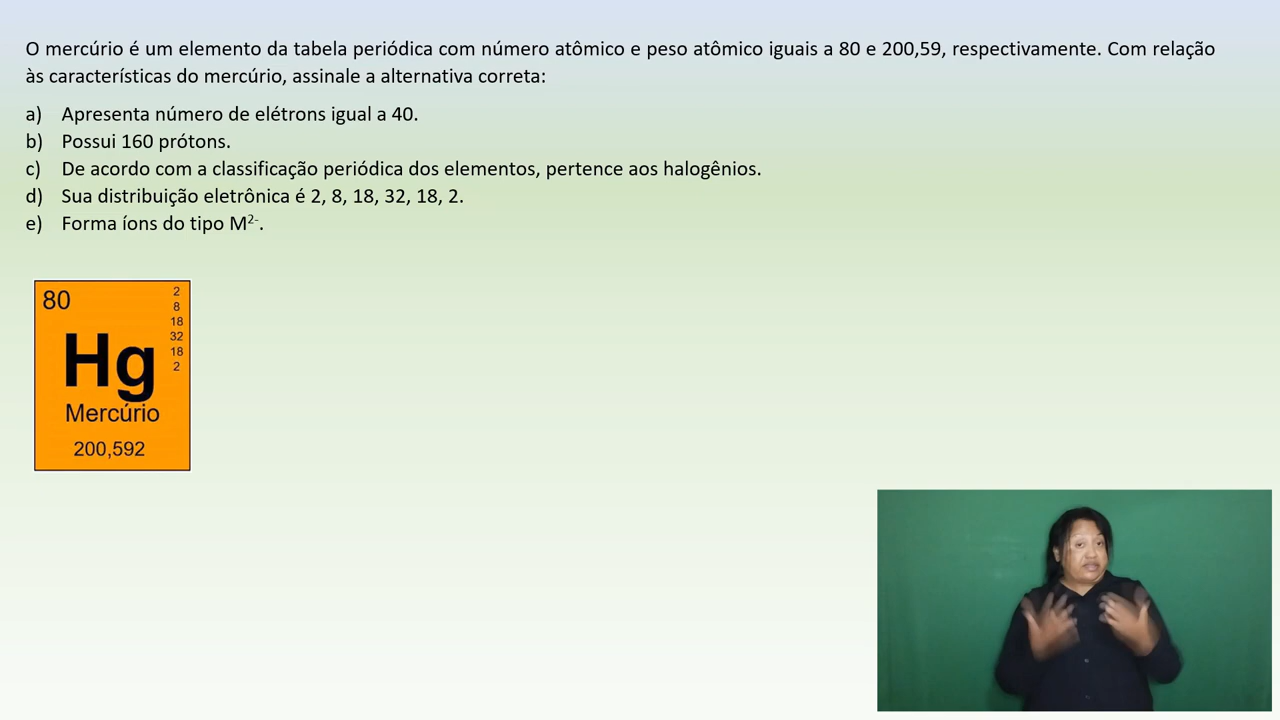 O mercúrio é um elemento da tabela periódica com número atômico e peso atômico iguais a 80 e 200,59, respectivamente. Com relação
às características do mercúrio, assinale a alternativa correta:
a) Apresenta número de elétrons igual a 40.
b) Possui 160 prótons.
c) De acordo com a classificação periódica dos elementos, pertence aos halogênios.
d) Sua distribuição eletrônica é 2, 8, 18, 32, 18, 2.
e) Forma íons do tipo M²⁻.
80
2
8
18
32
18
2
Hg
Mercúrio
200,592